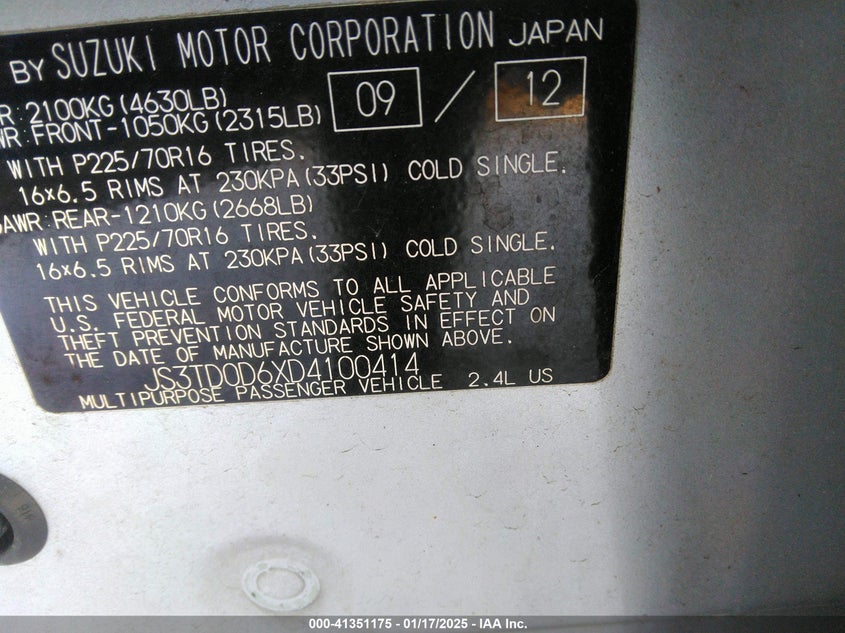 BY SUZUKI MOTOR CORPORATION JAPAN
R:2100KG(4630LB) 09 / 12
WR:FRONT-1050KG(2315LB)
WITH P225/70R16 TIRES.
16x6.5 RIMS AT 230KPA(33PSI) COLD SINGLE.
GAWR:REAR-1210KG(2668LB)
WITH P225/70R16 TIRES.
16x6.5 RIMS AT 230KPA(33PSI) COLD SINGLE.
THIS VEHICLE CONFORMS TO ALL APPLICABLE
U.S. FEDERAL MOTOR VEHICLE SAFETY AND
THEFT PREVENTION STANDARDS IN EFFECT ON
THE DATE OF MANUFACTURE SHOWN ABOVE.
JS3TD0D6XD4100414
MULTIPURPOSE PASSENGER VEHICLE 2.4L US
000-41351175 - 01/17/2025 - IAA Inc.